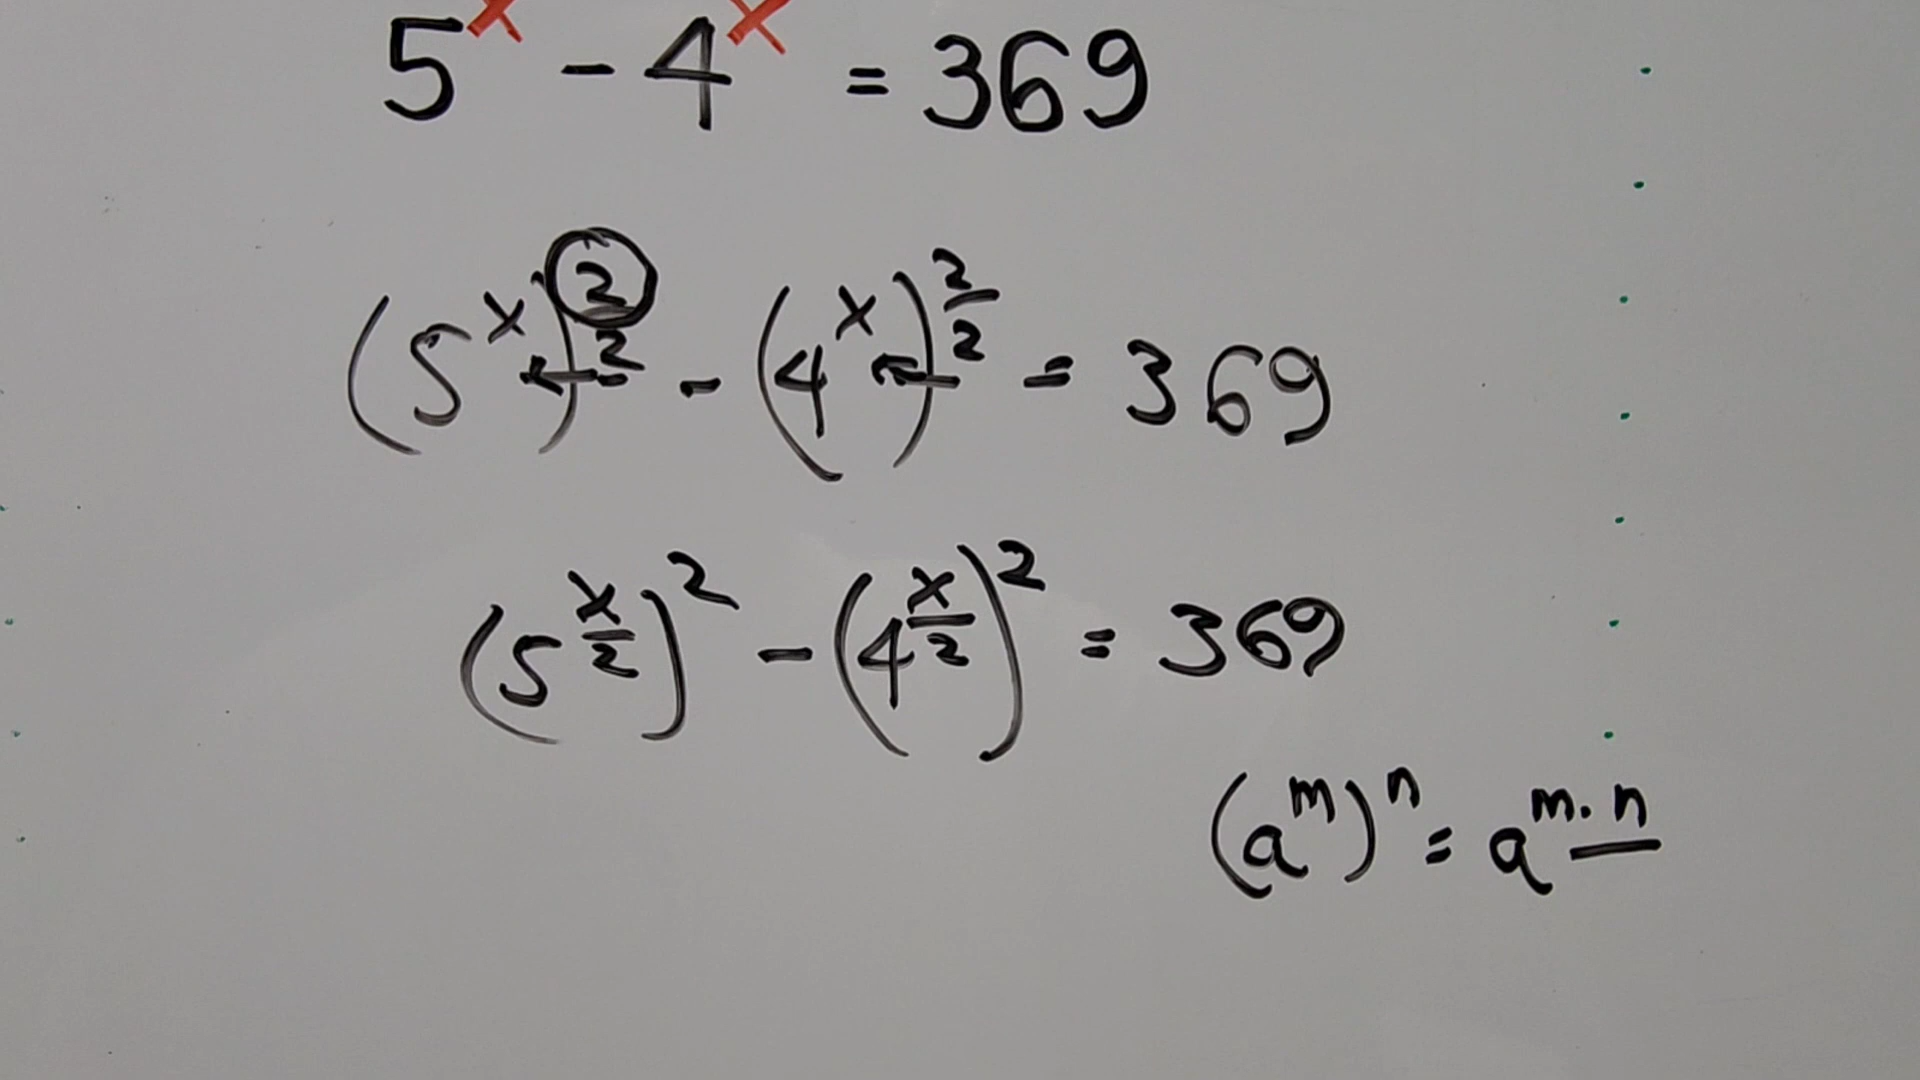 5^x - 4^x = 369
(5^x)^(2/2) - (4^x)^(2/2) = 369
(5^(x/2))^2 - (4^(x/2))^2 = 369
(a^m)^n = a^(m·n)